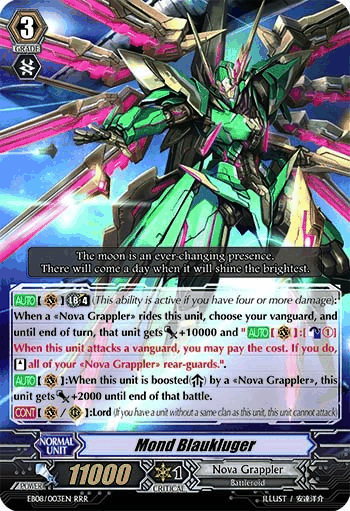 3
GRADE
The moon is an ever-changing presence.
There will come a day when it will shine the brightest.
AUTO [ ] LB 4 (This ability is active if you have four or more damage):
When a «Nova Grappler» rides this unit, choose your vanguard, and
until end of turn, that unit gets +10000 and "AUTO [ ]:[ ①]
When this unit attacks a vanguard, you may pay the cost. If you do,
[ ] all of your «Nova Grappler» rear-guards.".
AUTO [ ]:When this unit is boosted( ) by a «Nova Grappler», this
unit gets +2000 until end of that battle.
CONT [ / ]:Lord (If you have a unit without a same clan as this unit, this unit cannot attack)
NORMAL UNIT
Mond Blaukluger
POWER
11000
1
CRITICAL
Nova Grappler
Battleroid
EB08/003EN RRR
ILLUST / 安達洋介